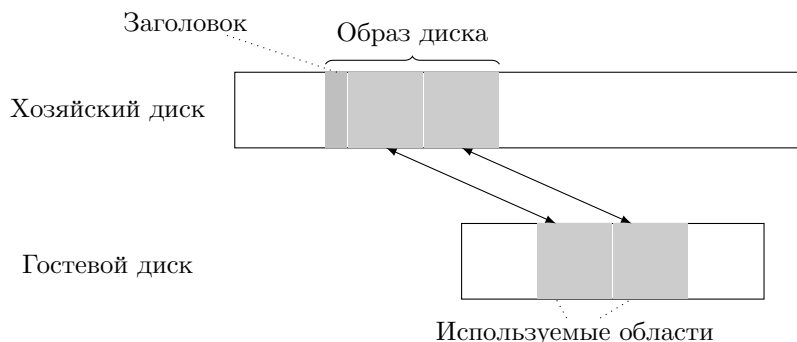 Заголовок
Образ диска
Хозяйский диск
Гостевой диск
Используемые области